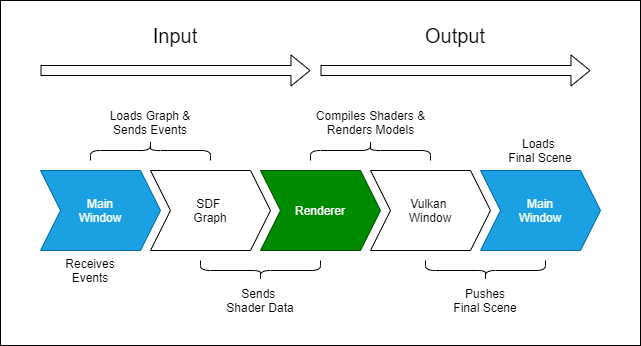 Input
Output
Loads Graph &
Sends Events
Compiles Shaders &
Renders Models
Loads
Final Scene
Main
Window
SDF
Graph
Renderer
Vulkan
Window
Main
Window
Receives
Events
Sends
Shader Data
Pushes
Final Scene